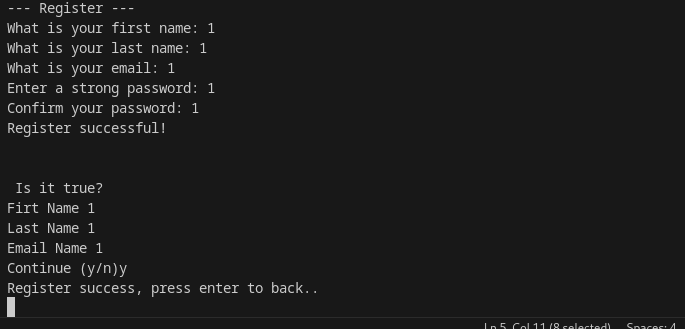 --- Register ---
What is your first name: 1
What is your last name: 1
What is your email: 1
Enter a strong password: 1
Confirm your password: 1
Register successful!
Is it true?
Firt Name 1
Last Name 1
Email Name 1
Continue (y/n)y
Register success, press enter to back..
Ln 5, Col 11 (8 selected) Spaces: 4